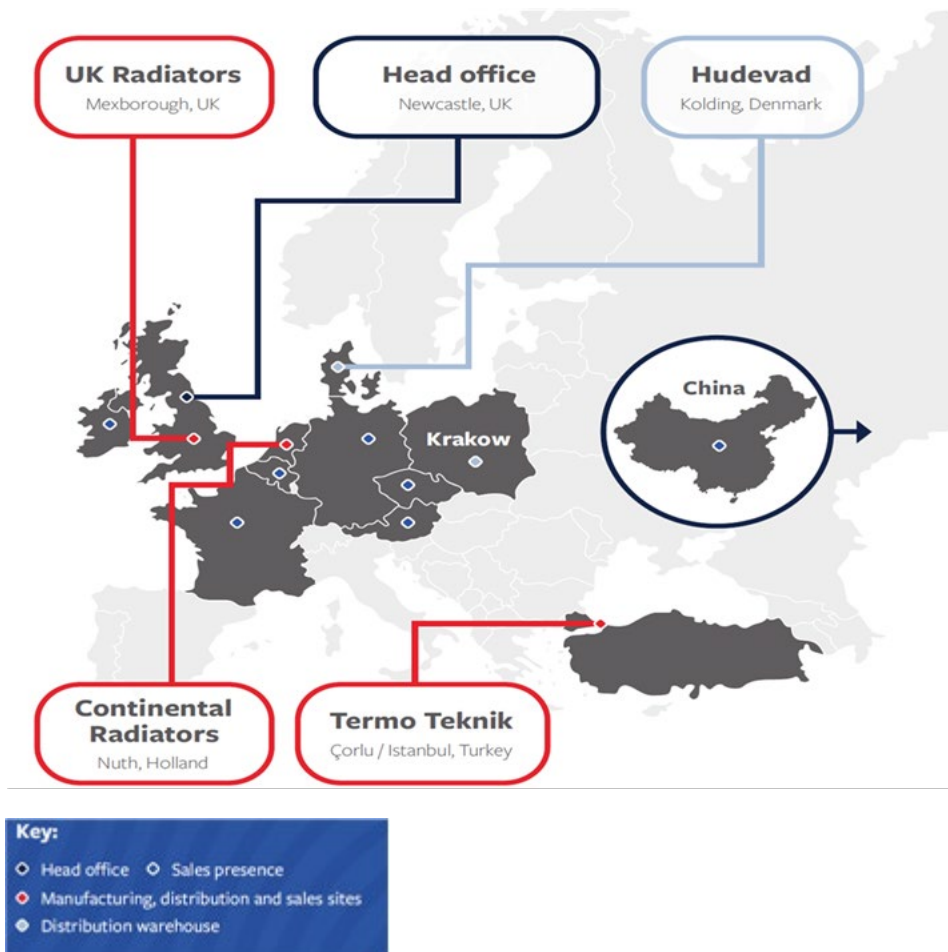 UK Radiators
Mexborough, UK
Head office
Newcastle, UK
Hudevad
Kolding, Denmark
China
Krakow
Continental
Radiators
Nuth, Holland
Termo Teknik
Çorlu / Istanbul, Turkey
Key:
Head office
Sales presence
Manufacturing, distribution and sales sites
Distribution warehouse